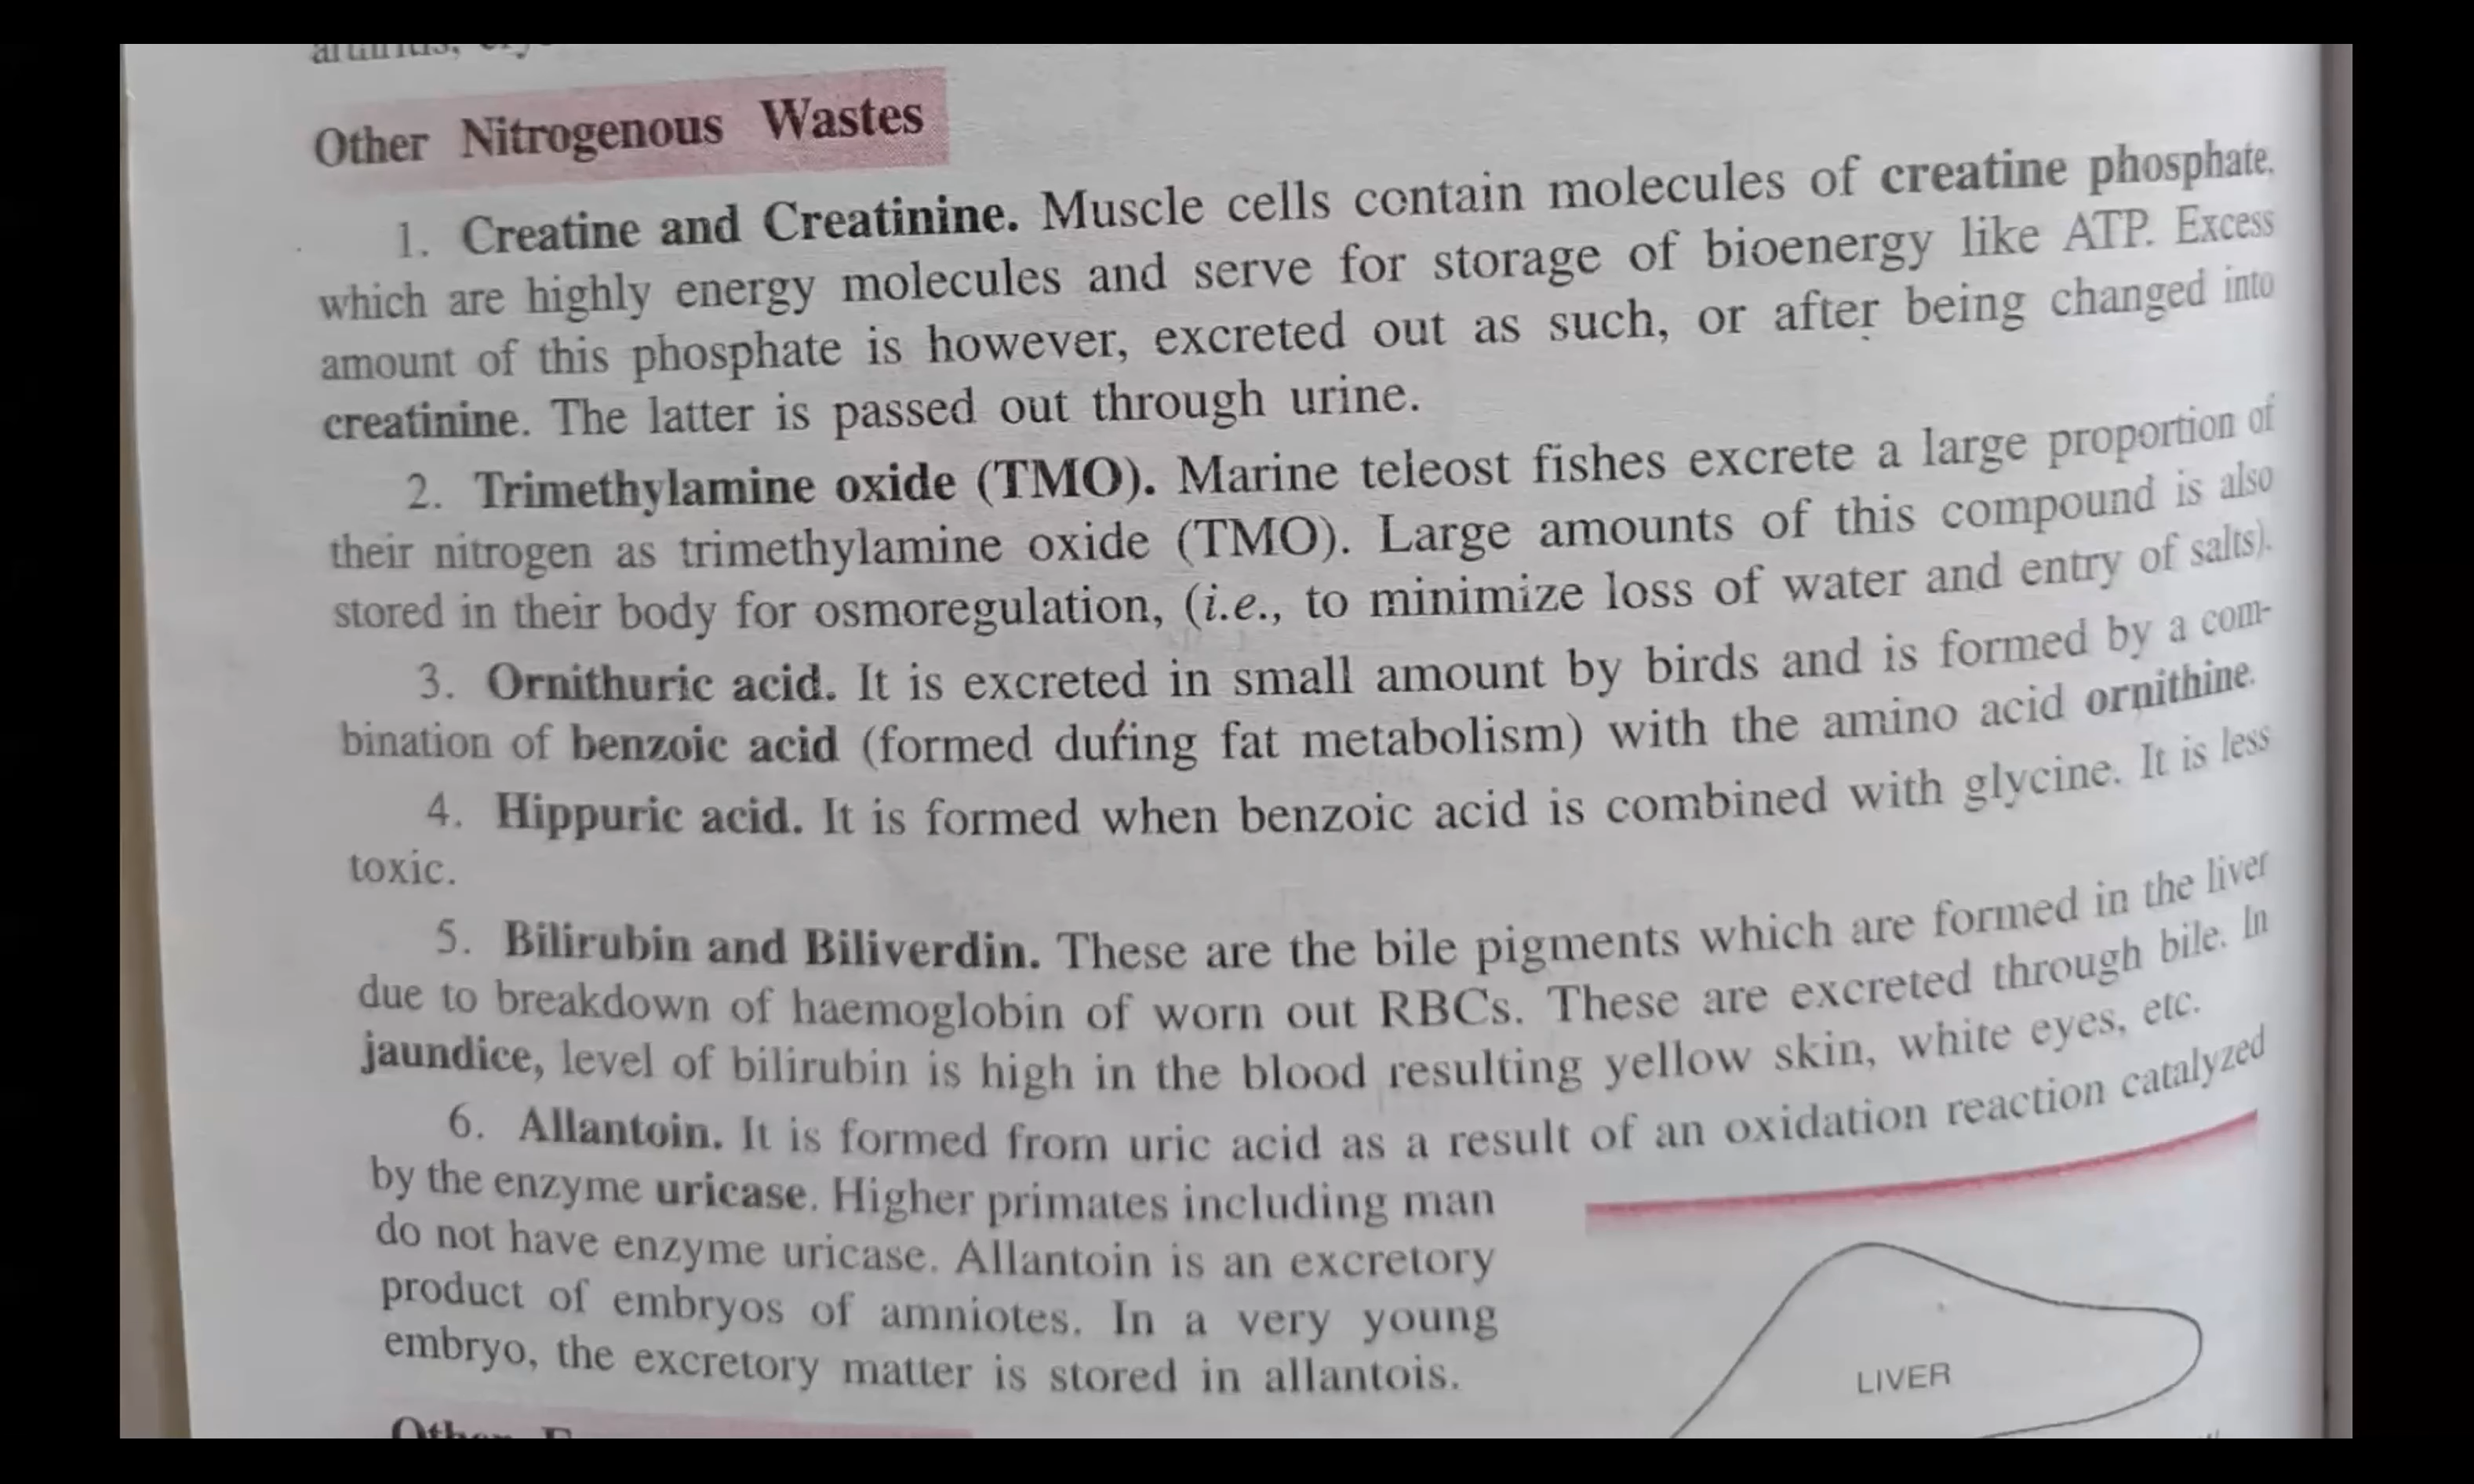 Other Nitrogenous Wastes
1. Creatine and Creatinine. Muscle cells contain molecules of creatine phosphate,
which are highly energy molecules and serve for storage of bioenergy like ATP. Excess
amount of this phosphate is however, excreted out as such, or after being changed into
creatinine. The latter is passed out through urine.
2. Trimethylamine oxide (TMO). Marine teleost fishes excrete a large proportion of
their nitrogen as trimethylamine oxide (TMO). Large amounts of this compound is also
stored in their body for osmoregulation, (i.e., to minimize loss of water and entry of salts).
3. Ornithuric acid. It is excreted in small amount by birds and is formed by a com-
bination of benzoic acid (formed during fat metabolism) with the amino acid ornithine.
4. Hippuric acid. It is formed when benzoic acid is combined with glycine. It is less
toxic.
5. Bilirubin and Biliverdin. These are the bile pigments which are formed in the liver
due to breakdown of haemoglobin of worn out RBCs. These are excreted through bile. In
jaundice, level of bilirubin is high in the blood resulting yellow skin, white eyes, etc.
6. Allantoin. It is formed from uric acid as a result of an oxidation reaction catalyzed
by the enzyme uricase. Higher primates including man
do not have enzyme uricase. Allantoin is an excretory
product of embryos of amniotes. In a very young
embryo, the excretory matter is stored in allantois.
LIVER
Other